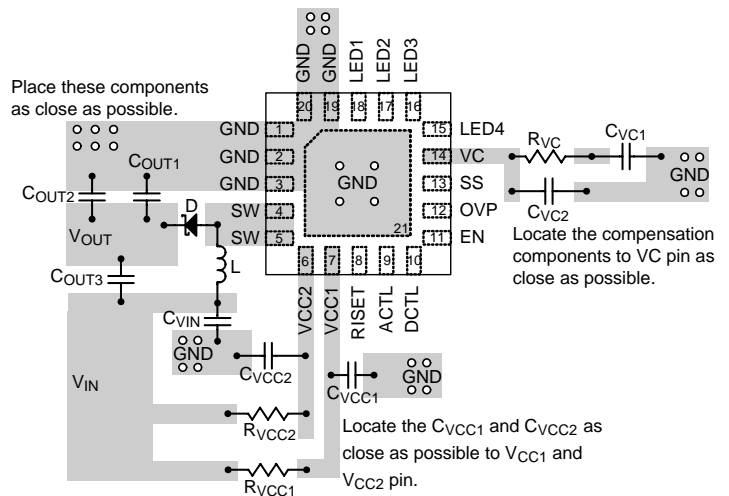 GND
GND
LED1
LED2
LED3
Place these components
as close as possible.
20 19 18 17 16
GND 1
GND 2
GND 3
SW 4
SW 5
15 LED4
14 VC
13 SS
12 OVP
11 EN
GND
21
6 7 8 9 10
VCC2
VCC1
RISET
ACTL
DCTL
COUT1
COUT2
D
VOUT
COUT3
L
CVIN
GND
VIN
CVCC2
CVCC1
GND
RVCC2
RVCC1
RVC
CVC1
CVC2
GND
Locate the compensation
components to VC pin as
close as possible.
Locate the CVCC1 and CVCC2 as
close as possible to VCC1 and
VCC2 pin.